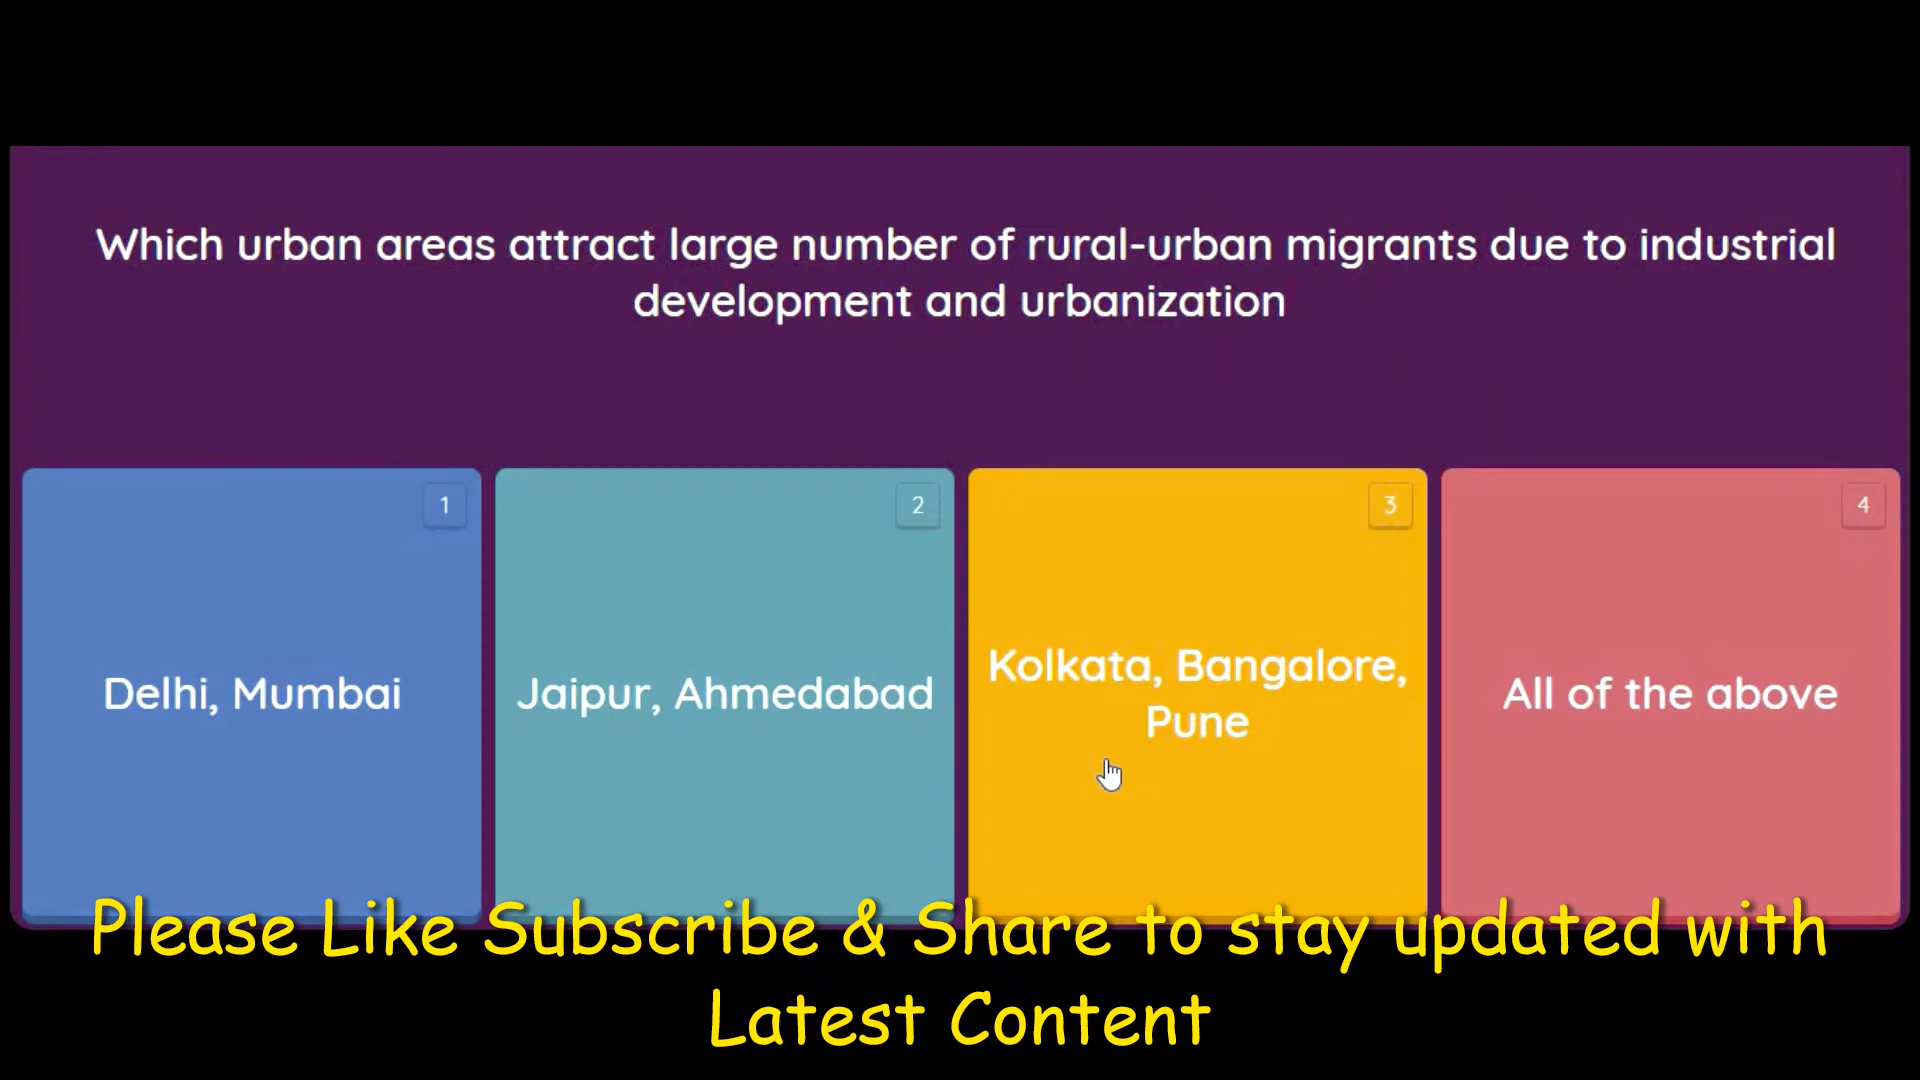 Which urban areas attract large number of rural-urban migrants due to industrial
development and urbanization
1
2
3
4
Delhi, Mumbai
Jaipur, Ahmedabad
Kolkata, Bangalore,
Pune
All of the above
Please Like Subscribe & Share to stay updated with
Latest Content